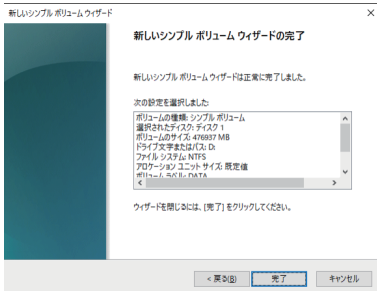 新しいシンプル ボリューム ウィザード
新しいシンプル ボリューム ウィザードの完了
新しいシンプル ボリューム ウィザードは正常に完了しました。
次の設定を選択しました:
ボリュームの種類: シンプル ボリューム
選択されたディスク: ディスク 1
ボリュームのサイズ: 476937 MB
ドライブ文字またはパス: D:
ファイル システム: NTFS
アロケーション ユニット サイズ: 既定値
ボリューム ラベル: DATA
ウィザードを閉じるには、[完了] をクリックしてください。
< 戻る(B) 完了 キャンセル